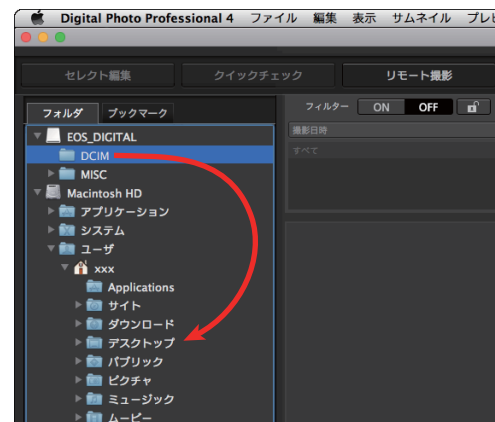 Digital Photo Professional 4 ファイル 編集 表示 サムネイル プレビ
セレクト編集 クイックチェック リモート撮影
フォルダ ブックマーク
フィルター ON OFF
撮影日時
すべて
EOS_DIGITAL
DCIM
MISC
Macintosh HD
アプリケーション
システム
ユーザ
xxx
Applications
サイト
ダウンロード
デスクトップ
パブリック
ピクチャ
ミュージック
ムービー